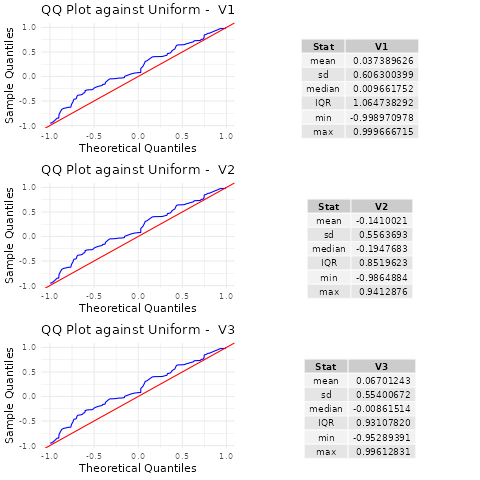 QQ Plot against Uniform - V1
1.0
0.5
0.0
-0.5
-1.0
Sample Quantiles
-1.0 -0.5 0.0 0.5 1.0
Theoretical Quantiles
Stat V1
mean 0.037389626
sd 0.606300399
median 0.009661752
IQR 1.064738292
min -0.998970978
max 0.999666715
QQ Plot against Uniform - V2
1.0
0.5
0.0
-0.5
-1.0
Sample Quantiles
-1.0 -0.5 0.0 0.5 1.0
Theoretical Quantiles
Stat V2
mean -0.1410021
sd 0.5563693
median -0.1947683
IQR 0.8519623
min -0.9864884
max 0.9412876
QQ Plot against Uniform - V3
1.0
0.5
0.0
-0.5
-1.0
Sample Quantiles
-1.0 -0.5 0.0 0.5 1.0
Theoretical Quantiles
Stat V3
mean 0.06701243
sd 0.55400672
median -0.00861514
IQR 0.93107820
min -0.95289391
max 0.99612831